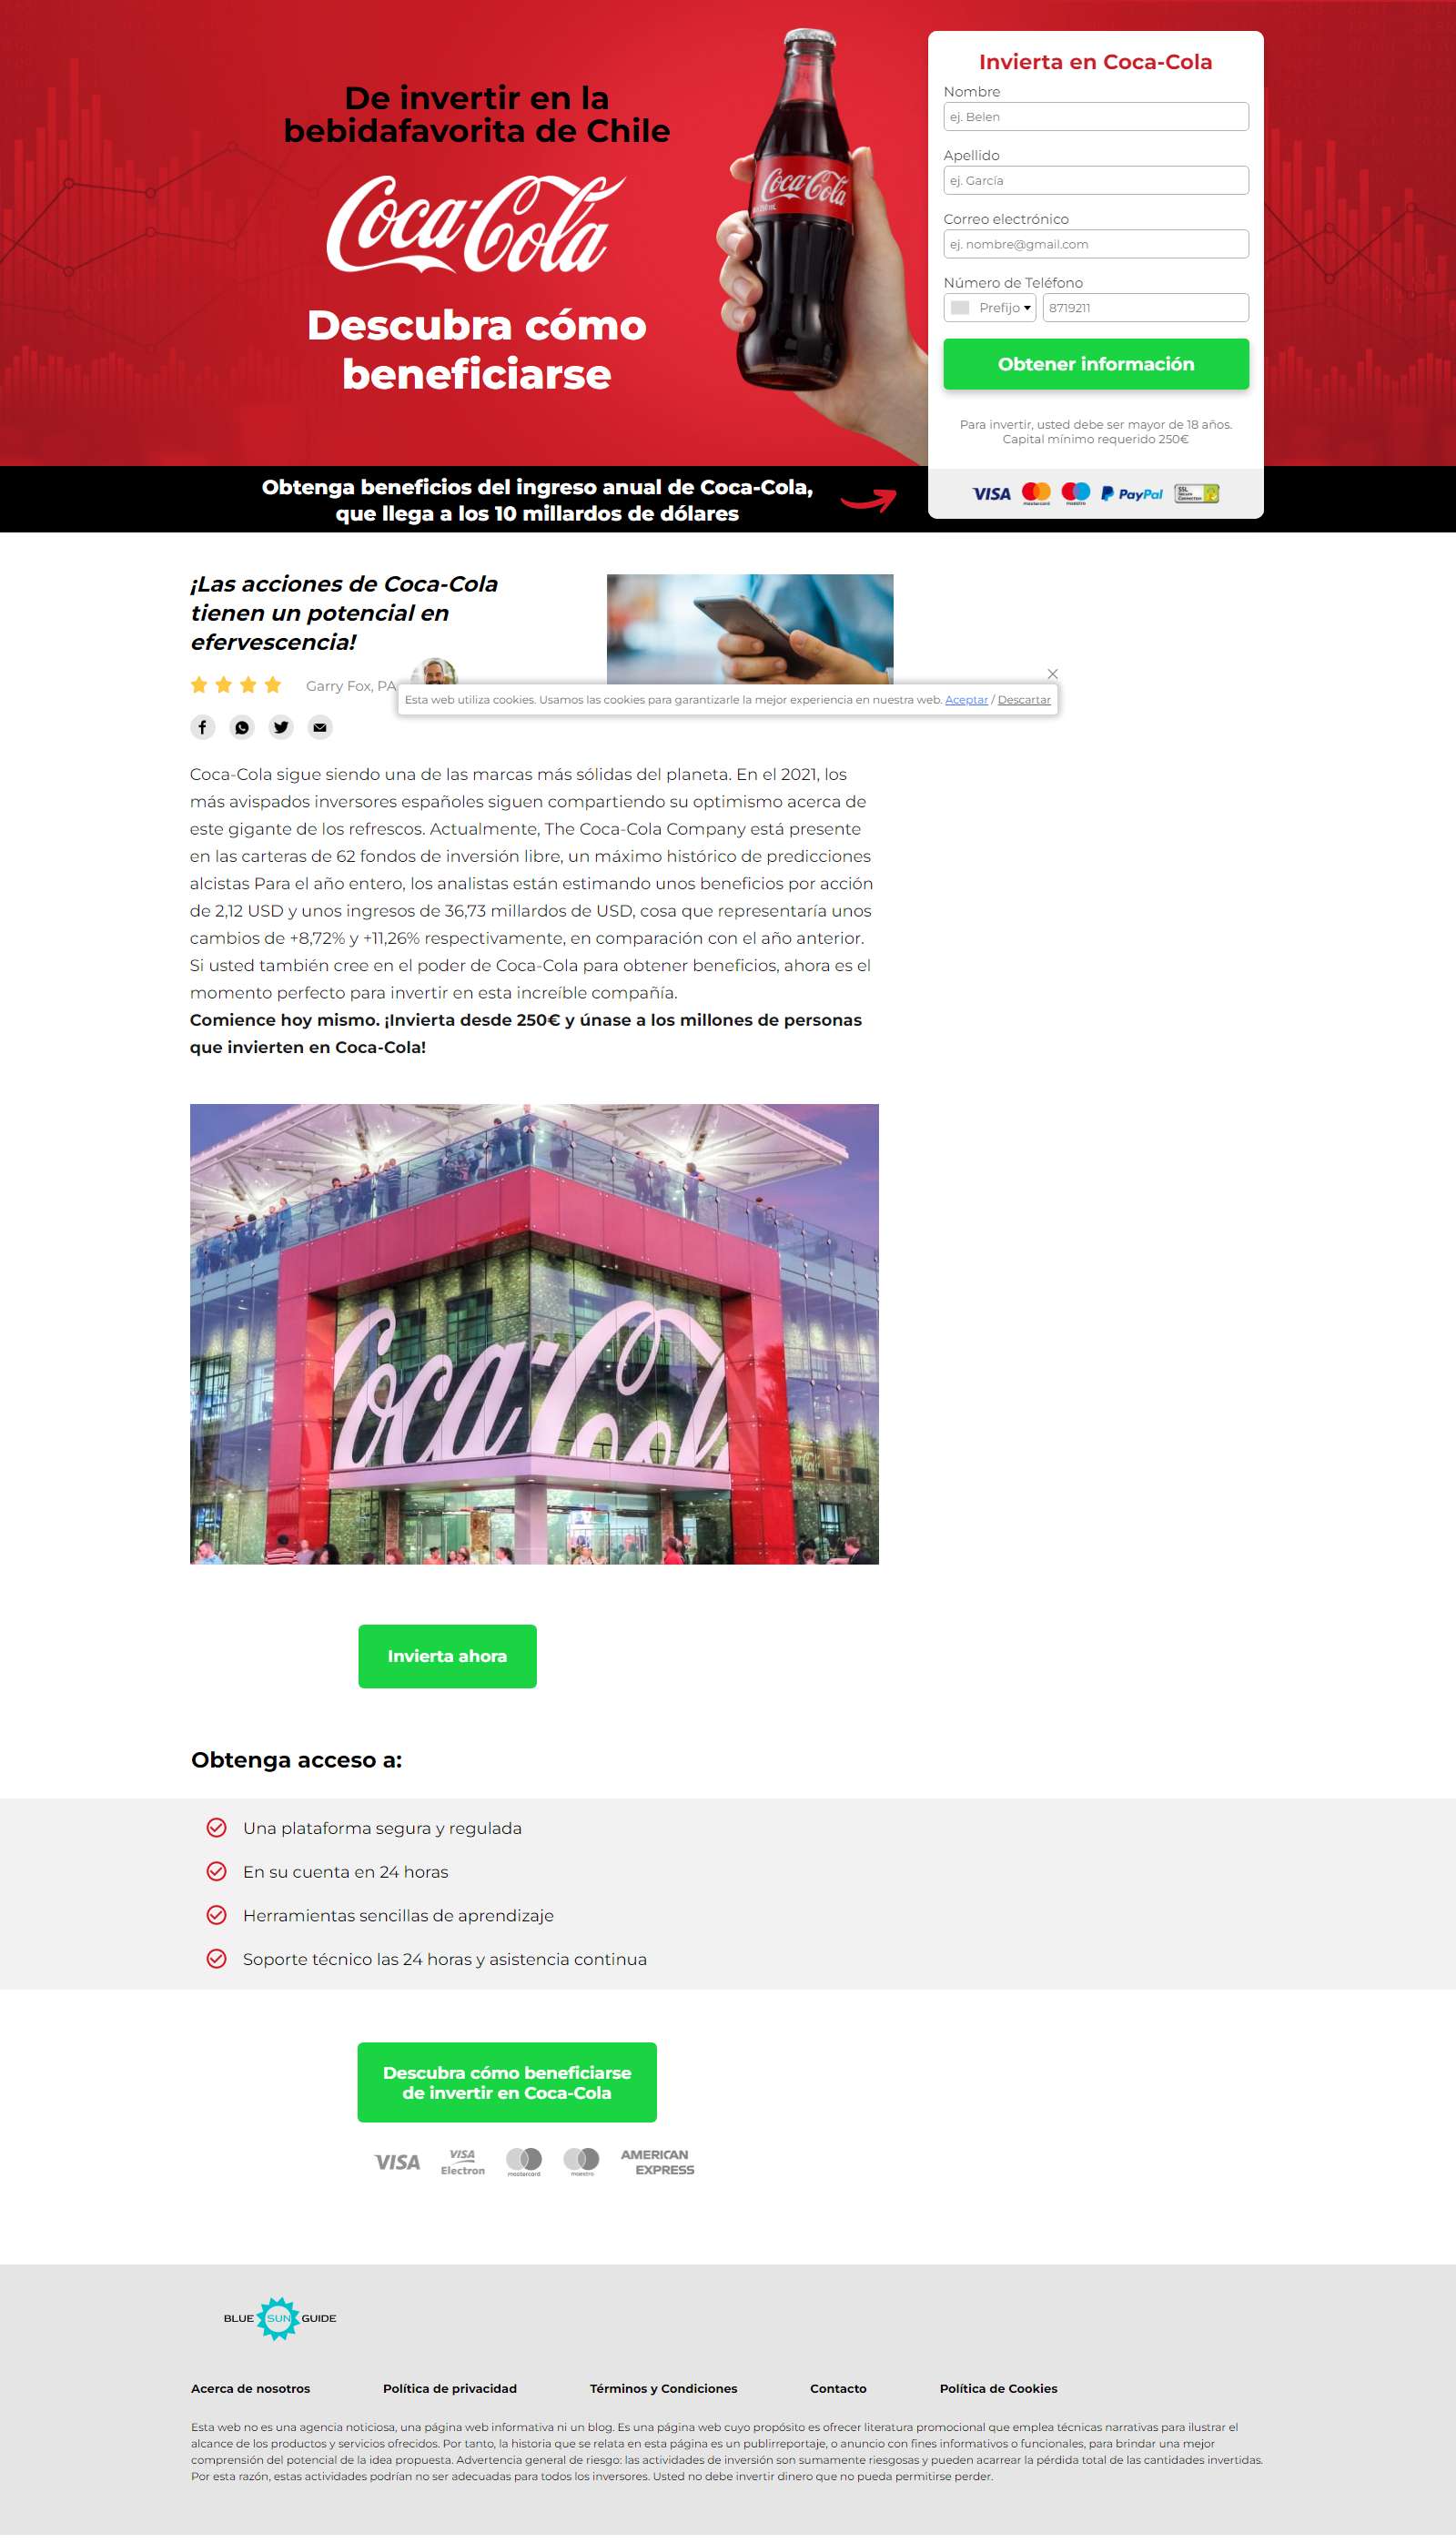 De invertir en la
bebidafavorita de Chile
Coca-Cola
Descubra cómo
beneficiarse
Coca-Cola
Invierta en Coca-Cola
Nombre
ej. Belen
Apellido
ej. García
Correo electrónico
ej. nombre@gmail.com
Número de Teléfono
Prefijo
8719211
Obtener información
Para invertir, usted debe ser mayor de 18 años.
Capital mínimo requerido 250€
VISA mastercard maestro PayPal SSL Secure Connection
Obtenga beneficios del ingreso anual de Coca-Cola,
que llega a los 10 millardos de dólares
¡Las acciones de Coca-Cola
tienen un potencial en
efervescencia!
Garry Fox, PA
Esta web utiliza cookies. Usamos las cookies para garantizarle la mejor experiencia en nuestra web. Aceptar / Descartar
Coca-Cola sigue siendo una de las marcas más sólidas del planeta. En el 2021, los
más avispados inversores españoles siguen compartiendo su optimismo acerca de
este gigante de los refrescos. Actualmente, The Coca-Cola Company está presente
en las carteras de 62 fondos de inversión libre, un máximo histórico de predicciones
alcistas Para el año entero, los analistas están estimando unos beneficios por acción
de 2,12 USD y unos ingresos de 36,73 millardos de USD, cosa que representaría unos
cambios de +8,72% y +11,26% respectivamente, en comparación con el año anterior.
Si usted también cree en el poder de Coca-Cola para obtener beneficios, ahora es el
momento perfecto para invertir en esta increíble compañía.
Comience hoy mismo. ¡Invierta desde 250€ y únase a los millones de personas
que invierten en Coca-Cola!
Coca-Col
Invierta ahora
Obtenga acceso a:
Una plataforma segura y regulada
En su cuenta en 24 horas
Herramientas sencillas de aprendizaje
Soporte técnico las 24 horas y asistencia continua
Descubra cómo beneficiarse
de invertir en Coca-Cola
VISA VISA Electron mastercard maestro AMERICAN EXPRESS
BLUE SUN GUIDE
Acerca de nosotros Política de privacidad Términos y Condiciones Contacto Política de Cookies
Esta web no es una agencia noticiosa, una página web informativa ni un blog. Es una página web cuyo propósito es ofrecer literatura promocional que emplea técnicas narrativas para ilustrar el
alcance de los productos y servicios ofrecidos. Por tanto, la historia que se relata en esta página es un publirreportaje, o anuncio con fines informativos o funcionales, para brindar una mejor
comprensión del potencial de la idea propuesta. Advertencia general de riesgo: las actividades de inversión son sumamente riesgosas y pueden acarrear la pérdida total de las cantidades invertidas.
Por esta razón, estas actividades podrían no ser adecuadas para todos los inversores. Usted no debe invertir dinero que no pueda permitirse perder.